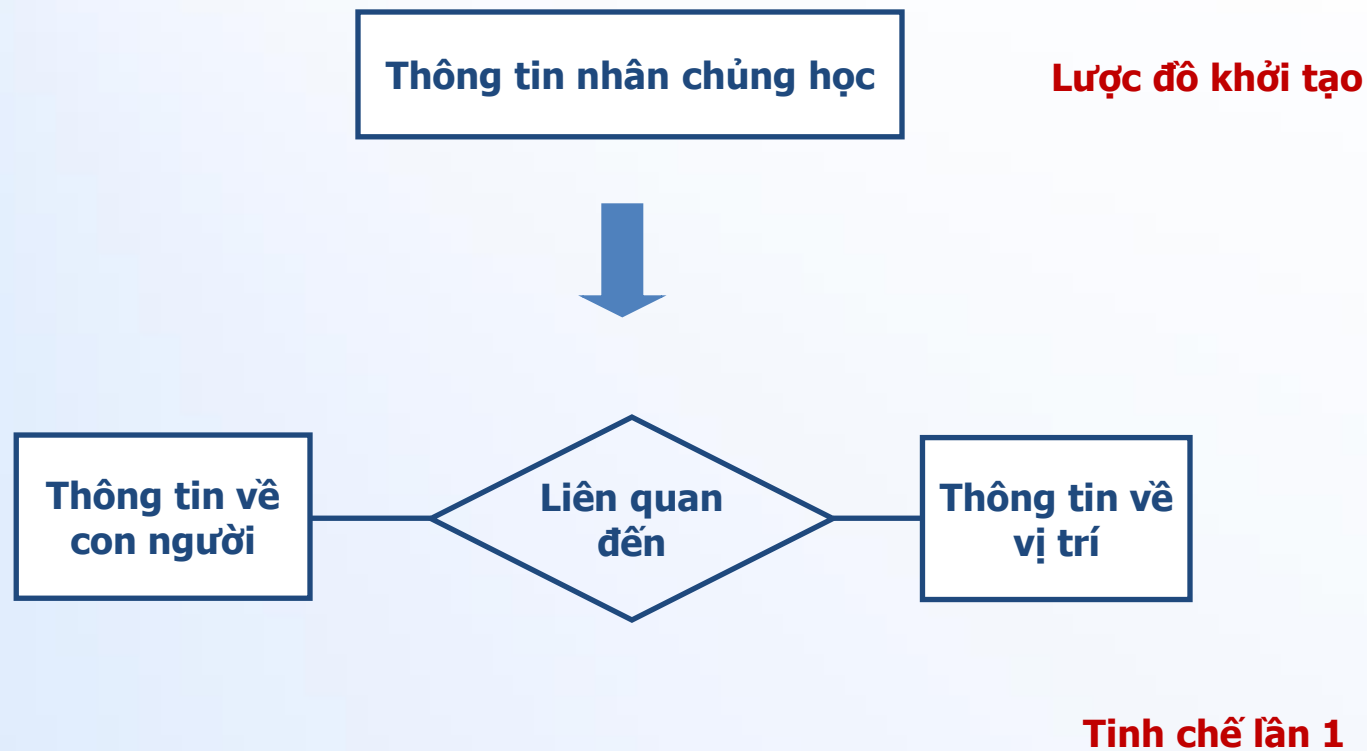 Thông tin nhân chủng học
Lược đồ khởi tạo
Thông tin về
con người
Liên quan
đến
Thông tin về
vị trí
Tinh chế lần 1